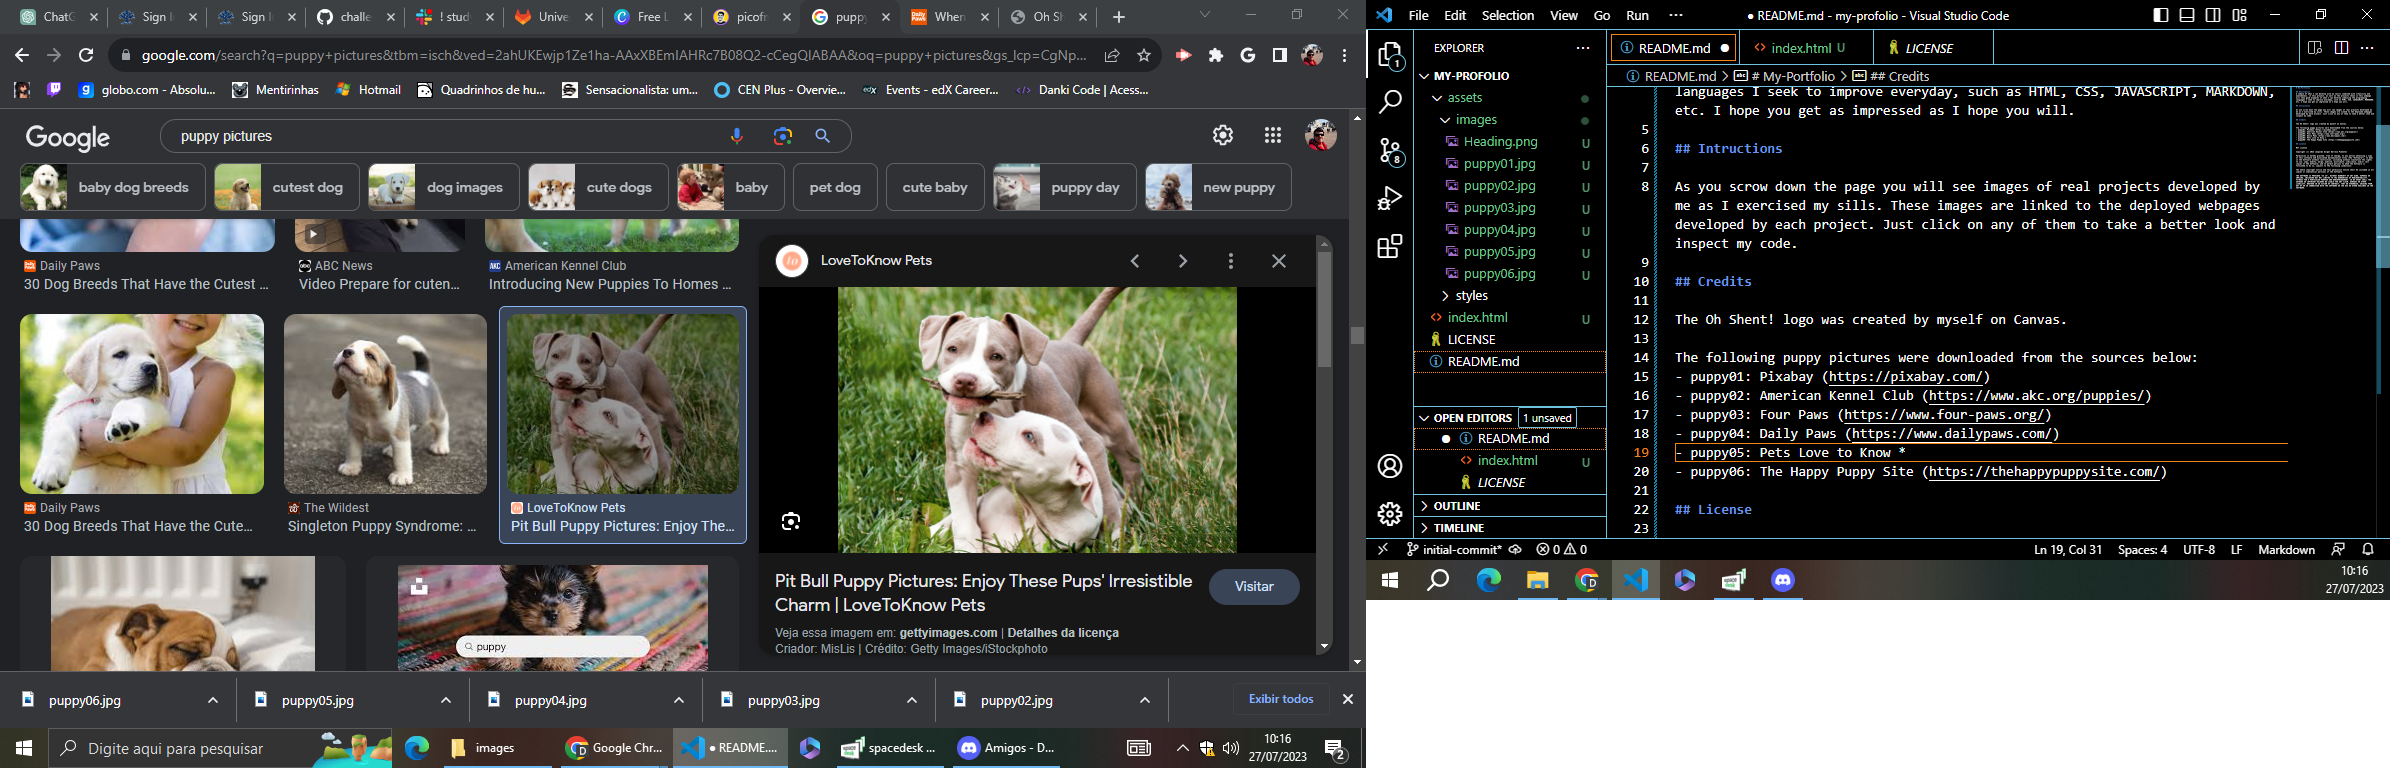 ChatG
Sign I
Sign I
challe
! stud
Unive
Free L
picofr
puppy
When
Oh Sh
google.com/search?q=puppy+pictures&tbm=isch&ved=2ahUKEwjp1Ze1ha-AAxXBEmIAHRc7B08Q2-cCegQIABAA&oq=puppy+pictures&gs_lcp=CgNp...
globo.com - Absolu...
Mentirinhas
Hotmail
Quadrinhos de hu...
Sensacionalista: um...
CEN Plus - Overvie...
Events - edX Career...
Danki Code | Acess...
Google
puppy pictures
baby dog breeds
cutest dog
dog images
cute dogs
baby
pet dog
cute baby
puppy day
new puppy
Daily Paws
30 Dog Breeds That Have the Cutest ...
ABC News
Video Prepare for cuten...
American Kennel Club
Introducing New Puppies To Homes ...
Daily Paws
30 Dog Breeds That Have the Cute...
The Wildest
Singleton Puppy Syndrome: ...
LoveToKnow Pets
Pit Bull Puppy Pictures: Enjoy The...
puppy
LoveToKnow Pets
Pit Bull Puppy Pictures: Enjoy These Pups' Irresistible
Charm | LoveToKnow Pets
Visitar
Veja essa imagem em: gettyimages.com | Detalhes da licença
Criador: MisLis | Crédito: Getty Images/iStockphoto
puppy06.jpg
puppy05.jpg
puppy04.jpg
puppy03.jpg
puppy02.jpg
Exibir todos
Digite aqui para pesquisar
images
Google Chr...
● README....
spacedesk ...
Amigos - D...
10:16
27/07/2023
2
File Edit Selection View Go Run ···
● README.md - my-profolio - Visual Studio Code
EXPLORER
MY-PROFOLIO
assets
images
Heading.png U
puppy01.jpg U
puppy02.jpg U
puppy03.jpg U
puppy04.jpg U
puppy05.jpg U
puppy06.jpg U
styles
index.html U
LICENSE
README.md
OPEN EDITORS 1 unsaved
README.md
index.html U
LICENSE
OUTLINE
TIMELINE
1
8
README.md
index.html U
LICENSE
README.md > # My-Portfolio > ## Credits
languages I seek to improve everyday, such as HTML, CSS, JAVASCRIPT, MARKDOWN,
etc. I hope you get as impressed as I hope you will.
5
6 ## Intructions
7
8 As you scrow down the page you will see images of real projects developed by
me as I exercised my sills. These images are linked to the deployed webpages
developed by each project. Just click on any of them to take a better look and
inspect my code.
9
10 ## Credits
11
12 The Oh Shent! logo was created by myself on Canvas.
13
14 The following puppy pictures were downloaded from the sources below:
15 - puppy01: Pixabay (https://pixabay.com/)
16 - puppy02: American Kennel Club (https://www.akc.org/puppies/)
17 - puppy03: Four Paws (https://www.four-paws.org/)
18 - puppy04: Daily Paws (https://www.dailypaws.com/)
19 - puppy05: Pets Love to Know *
20 - puppy06: The Happy Puppy Site (https://thehappypuppysite.com/)
21
22 ## License
23
initial-commit*
0 0
Ln 19, Col 31
Spaces: 4
UTF-8
LF
Markdown
10:16
27/07/2023